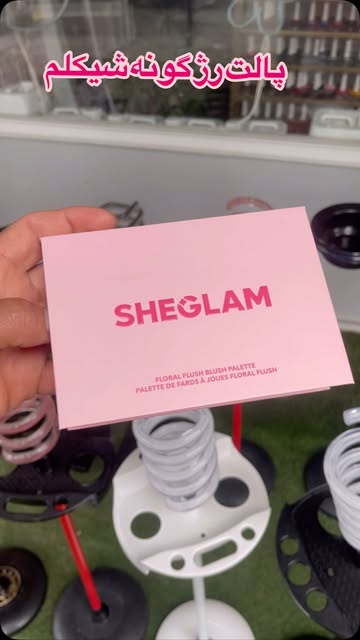 پالت رژگونه شیگلم
SHEGLAM
FLORAL FLUSH BLUSH PALETTE
PALETTE DE FARDS À JOUES FLORAL FLUSH